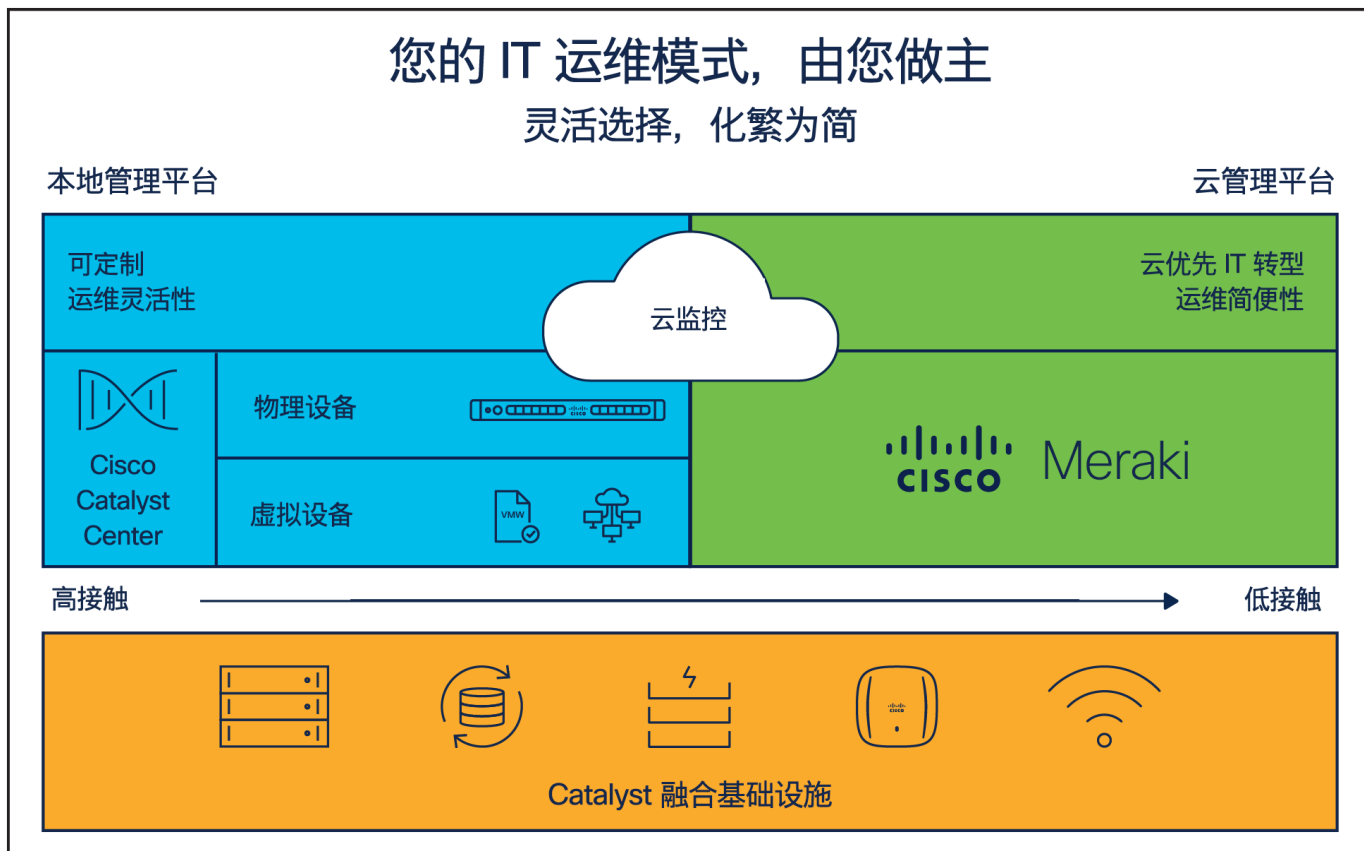 您的 IT 运维模式，由您做主
灵活选择，化繁为简
本地管理平台
云管理平台
可定制
运维灵活性
云监控
云优先 IT 转型
运维简便性
Cisco
Catalyst
Center
物理设备
CISCO
虚拟设备
VMW
CISCO Meraki
高接触
低接触
CISCO
Catalyst 融合基础设施